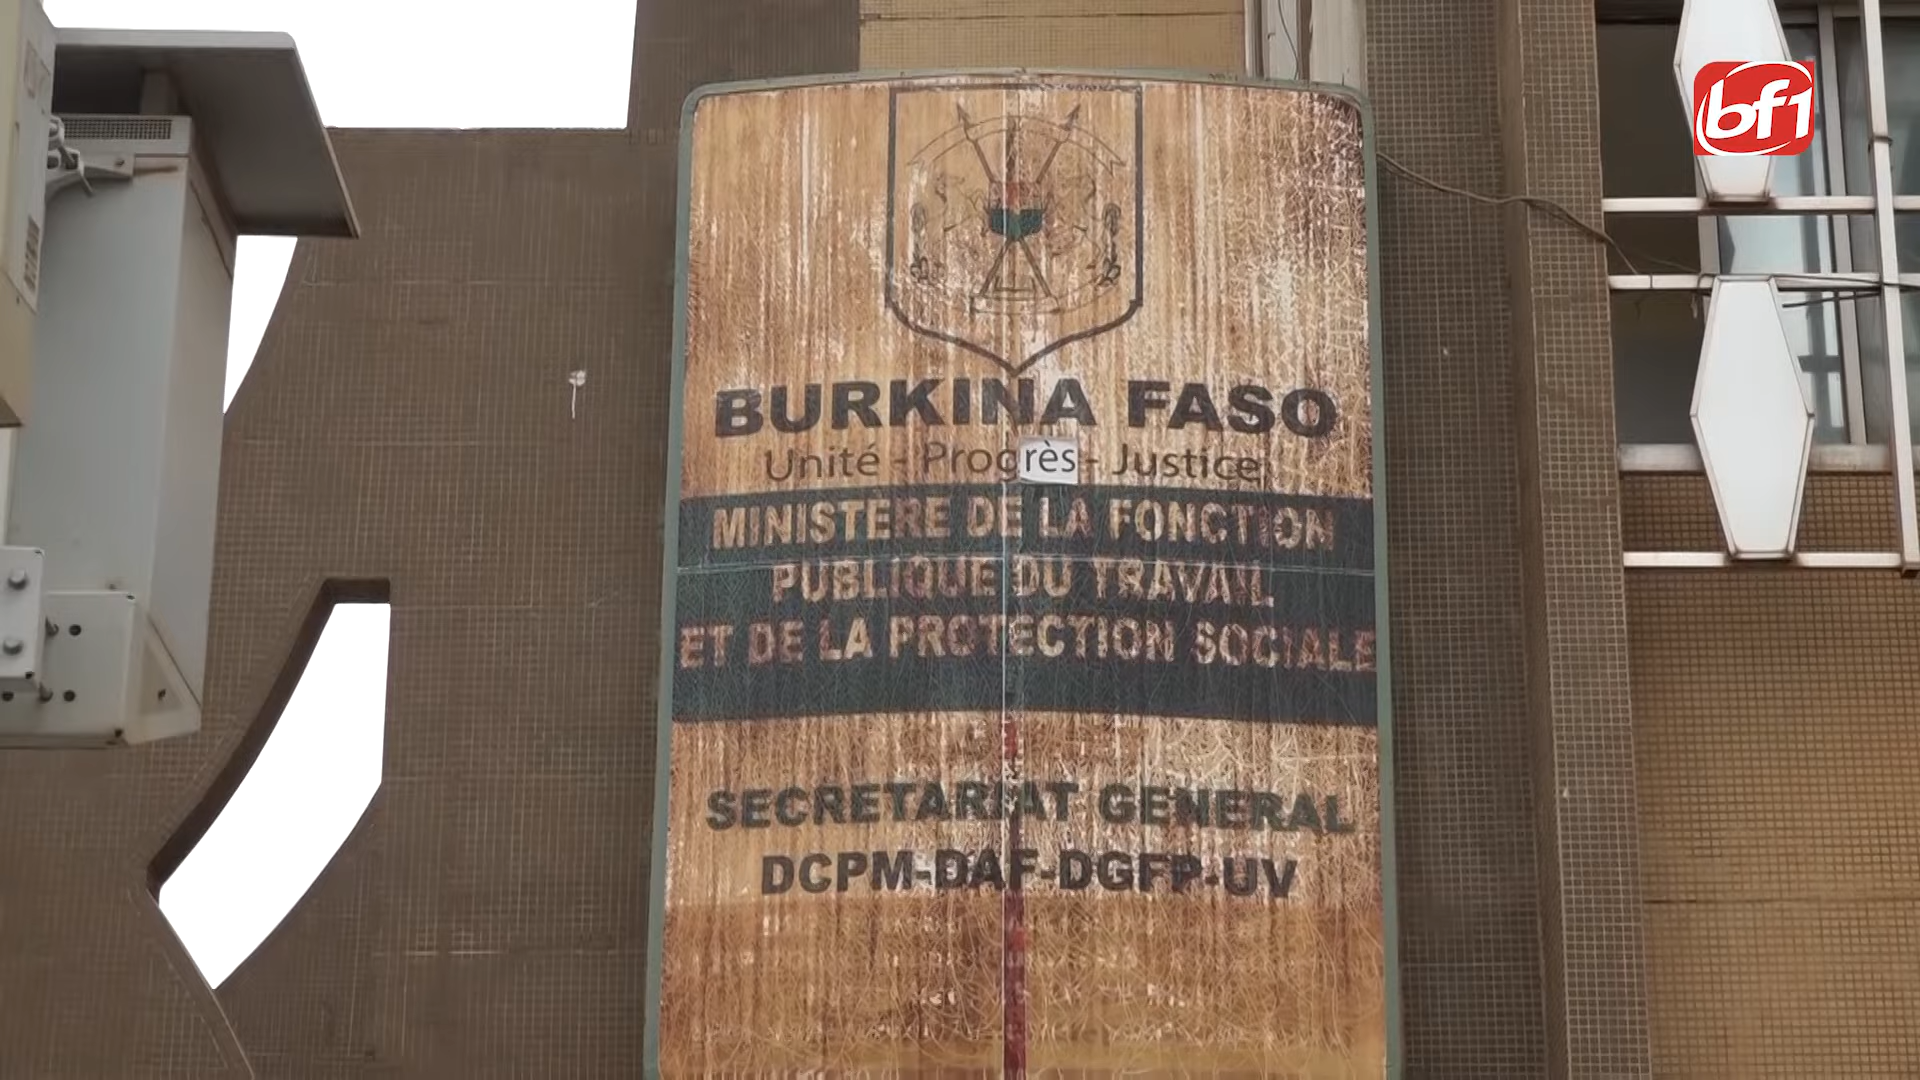 bf1
BURKINA FASO
Unité - Progrès - Justice
MINISTÈRE DE LA FONCTION
PUBLIQUE DU TRAVAIL
ET DE LA PROTECTION SOCIALE
SECRETARIAT GENERAL
DCPM-DAF-DGFP-UV